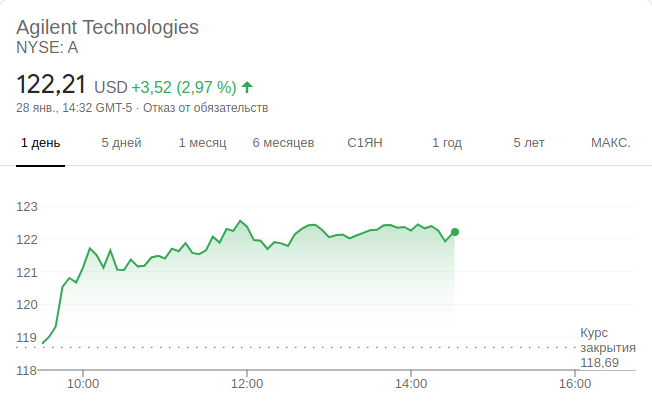 Agilent Technologies
NYSE: A
122,21 USD +3,52 (2,97 %)
28 янв., 14:32 GMT-5 · Отказ от обязательств
1 день 5 дней 1 месяц 6 месяцев С1ЯН 1 год 5 лет МАКС.
123
122
121
120
119
118
Курс
закрытия
118,69
10:00 12:00 14:00 16:00